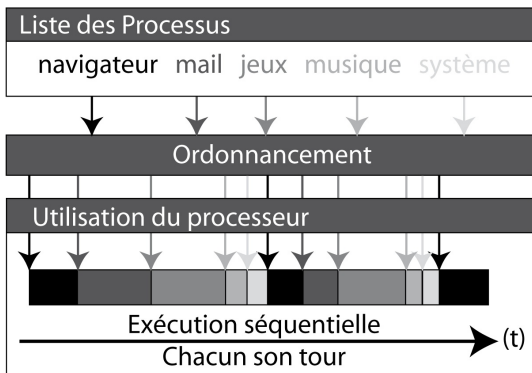 Liste des Processus
navigateur mail jeux musique système
Ordonnancement
Utilisation du processeur
Exécution séquentielle
(t)
Chacun son tour